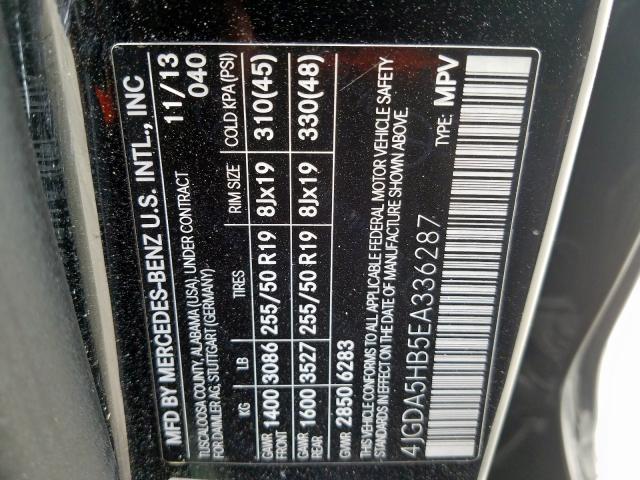 MFD BY MERCEDES-BENZ U.S. INTL., INC
TUSCALOOSA COUNTY, ALABAMA (USA), UNDER CONTRACT 11/13
FOR DAIMLER AG, STUTTGART (GERMANY) 040
KG LB TIRES RIM SIZE COLD KPA (PSI)
GAWR FRONT 1400 3086 255/50 R19 8Jx19 310(45)
GAWR REAR 1600 3527 255/50 R19 8Jx19 330(48)
GVWR 2850 6283
THIS VEHICLE CONFORMS TO ALL APPLICABLE FEDERAL MOTOR VEHICLE SAFETY
STANDARDS IN EFFECT ON THE DATE OF MANUFACTURE SHOWN ABOVE.
4JGDA5HB5EA336287 TYPE: MPV